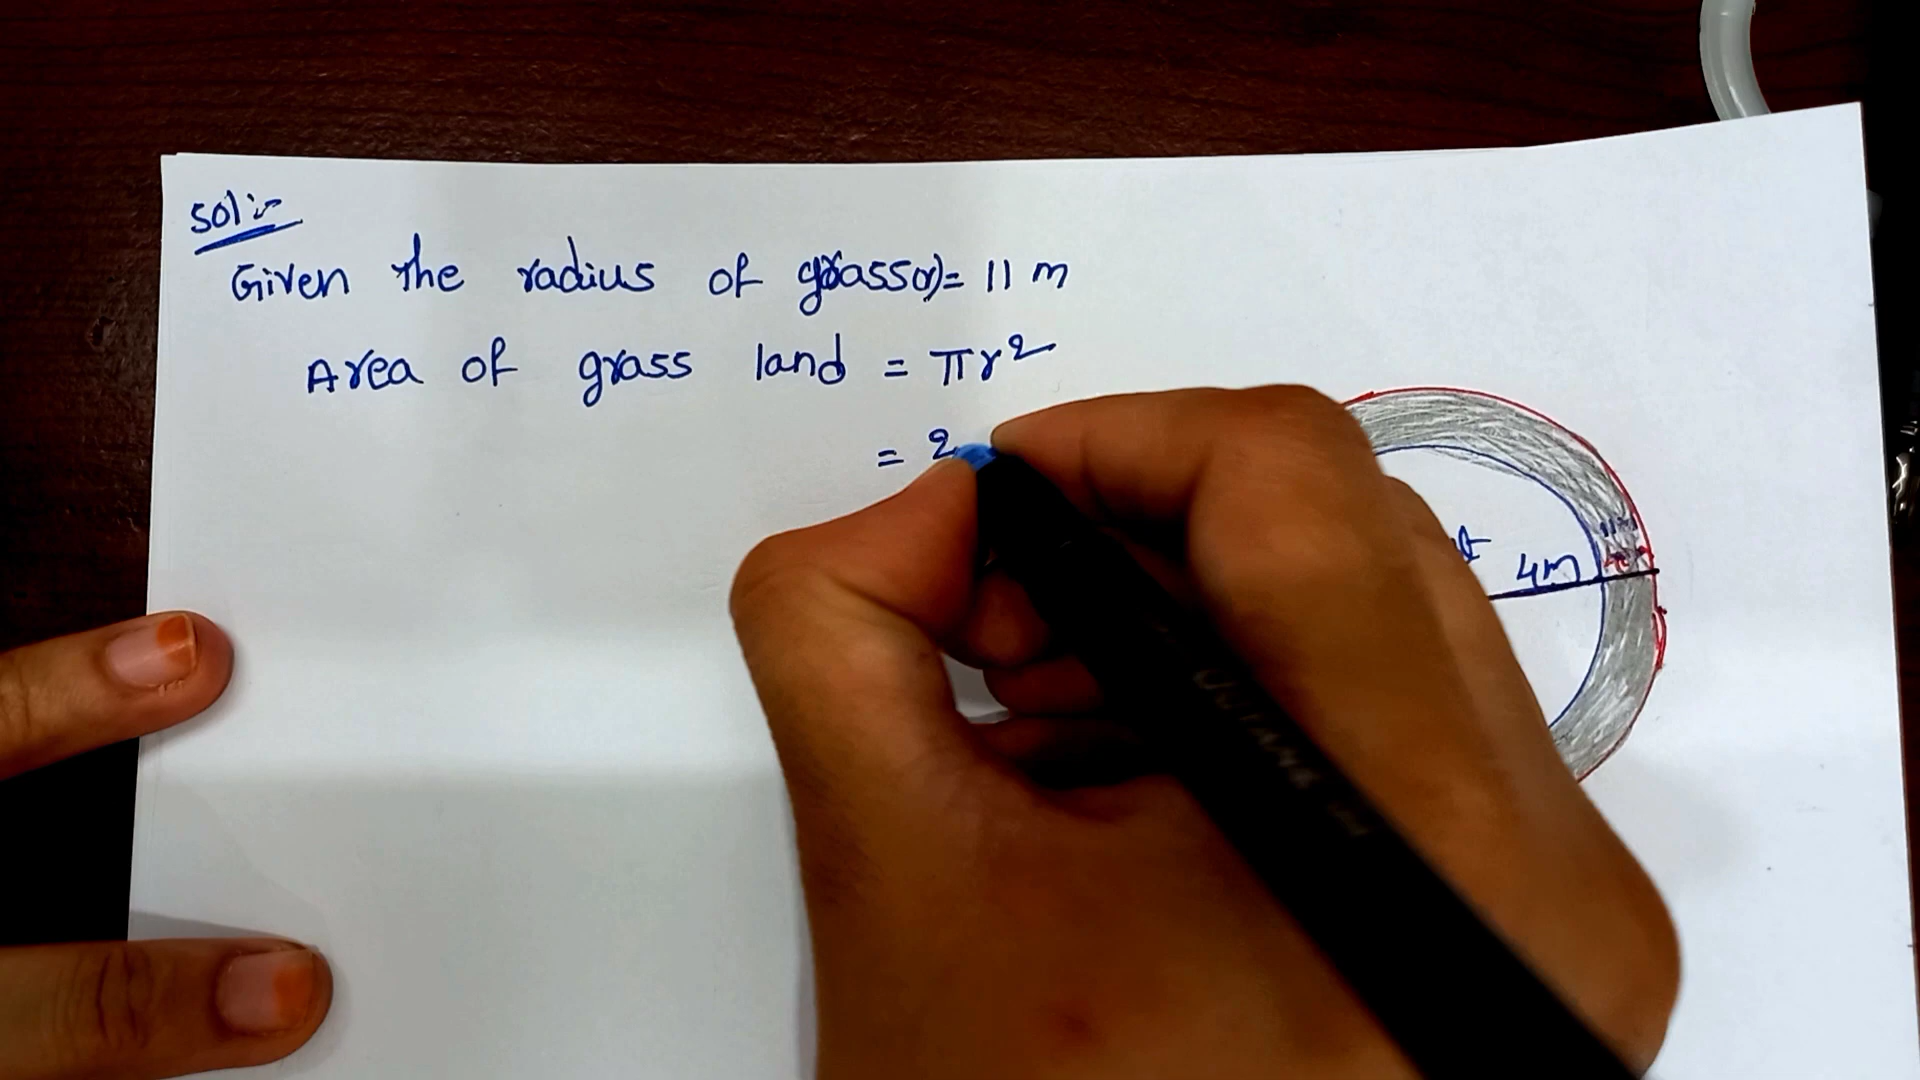 Sol:-
Given the radius of grass(r)= 11 m
Area of grass land = πr²
= 2
4m